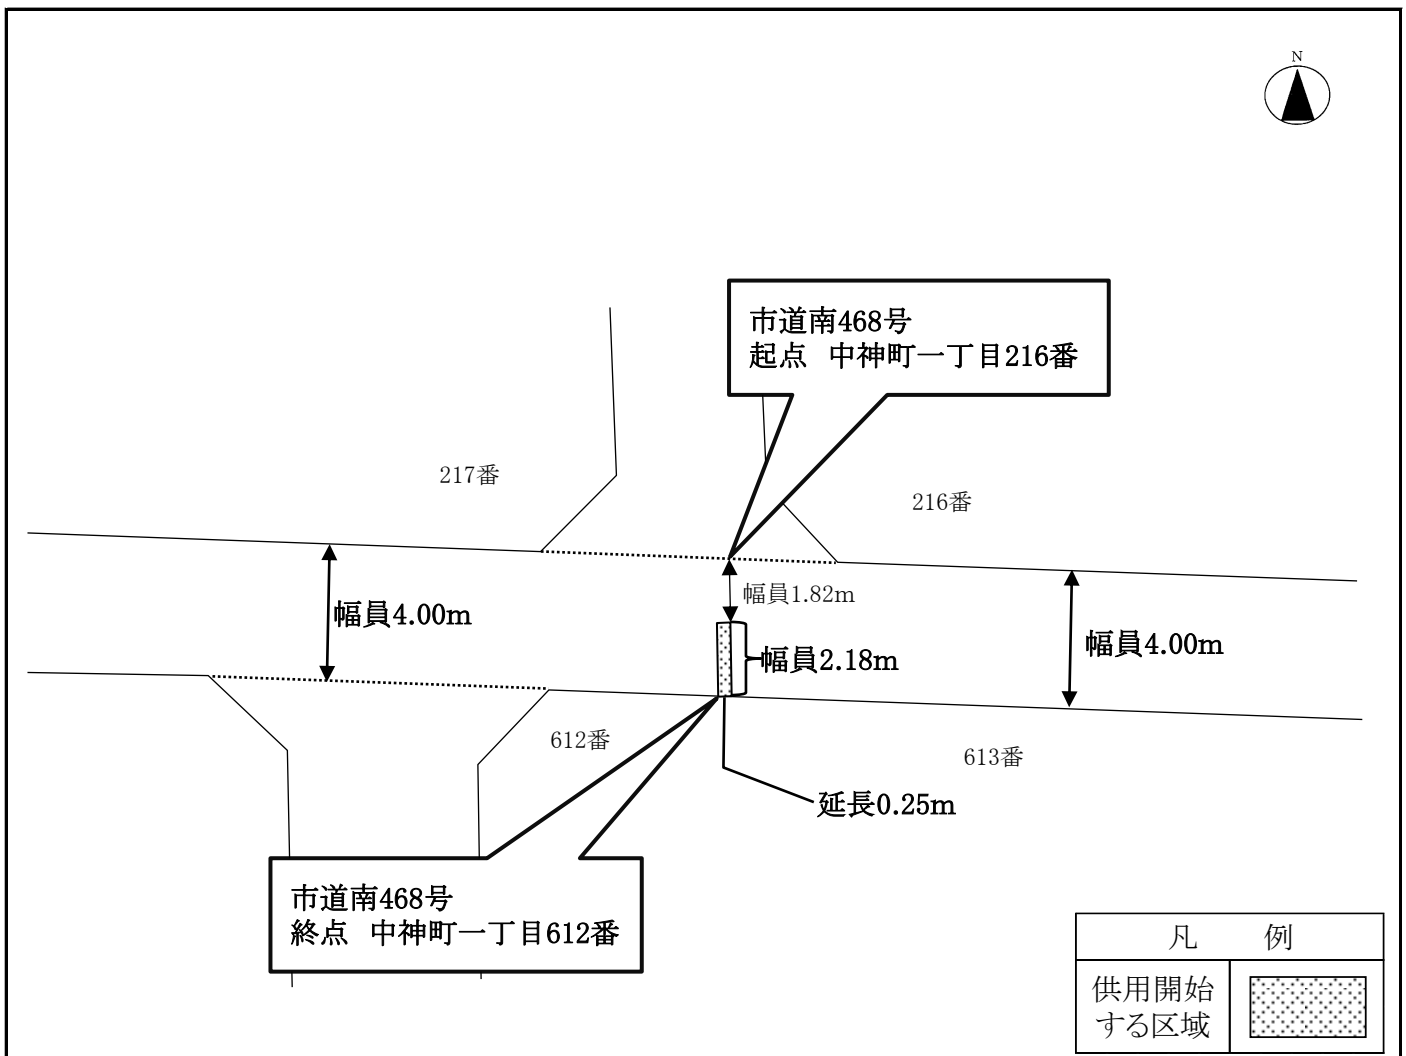 N
市道南468号
起点　中神町一丁目216番
217番
216番
幅員1.82m
幅員4.00m
幅員2.18m
幅員4.00m
612番
613番
延長0.25m
市道南468号
終点　中神町一丁目612番
凡　例
供用開始
する区域